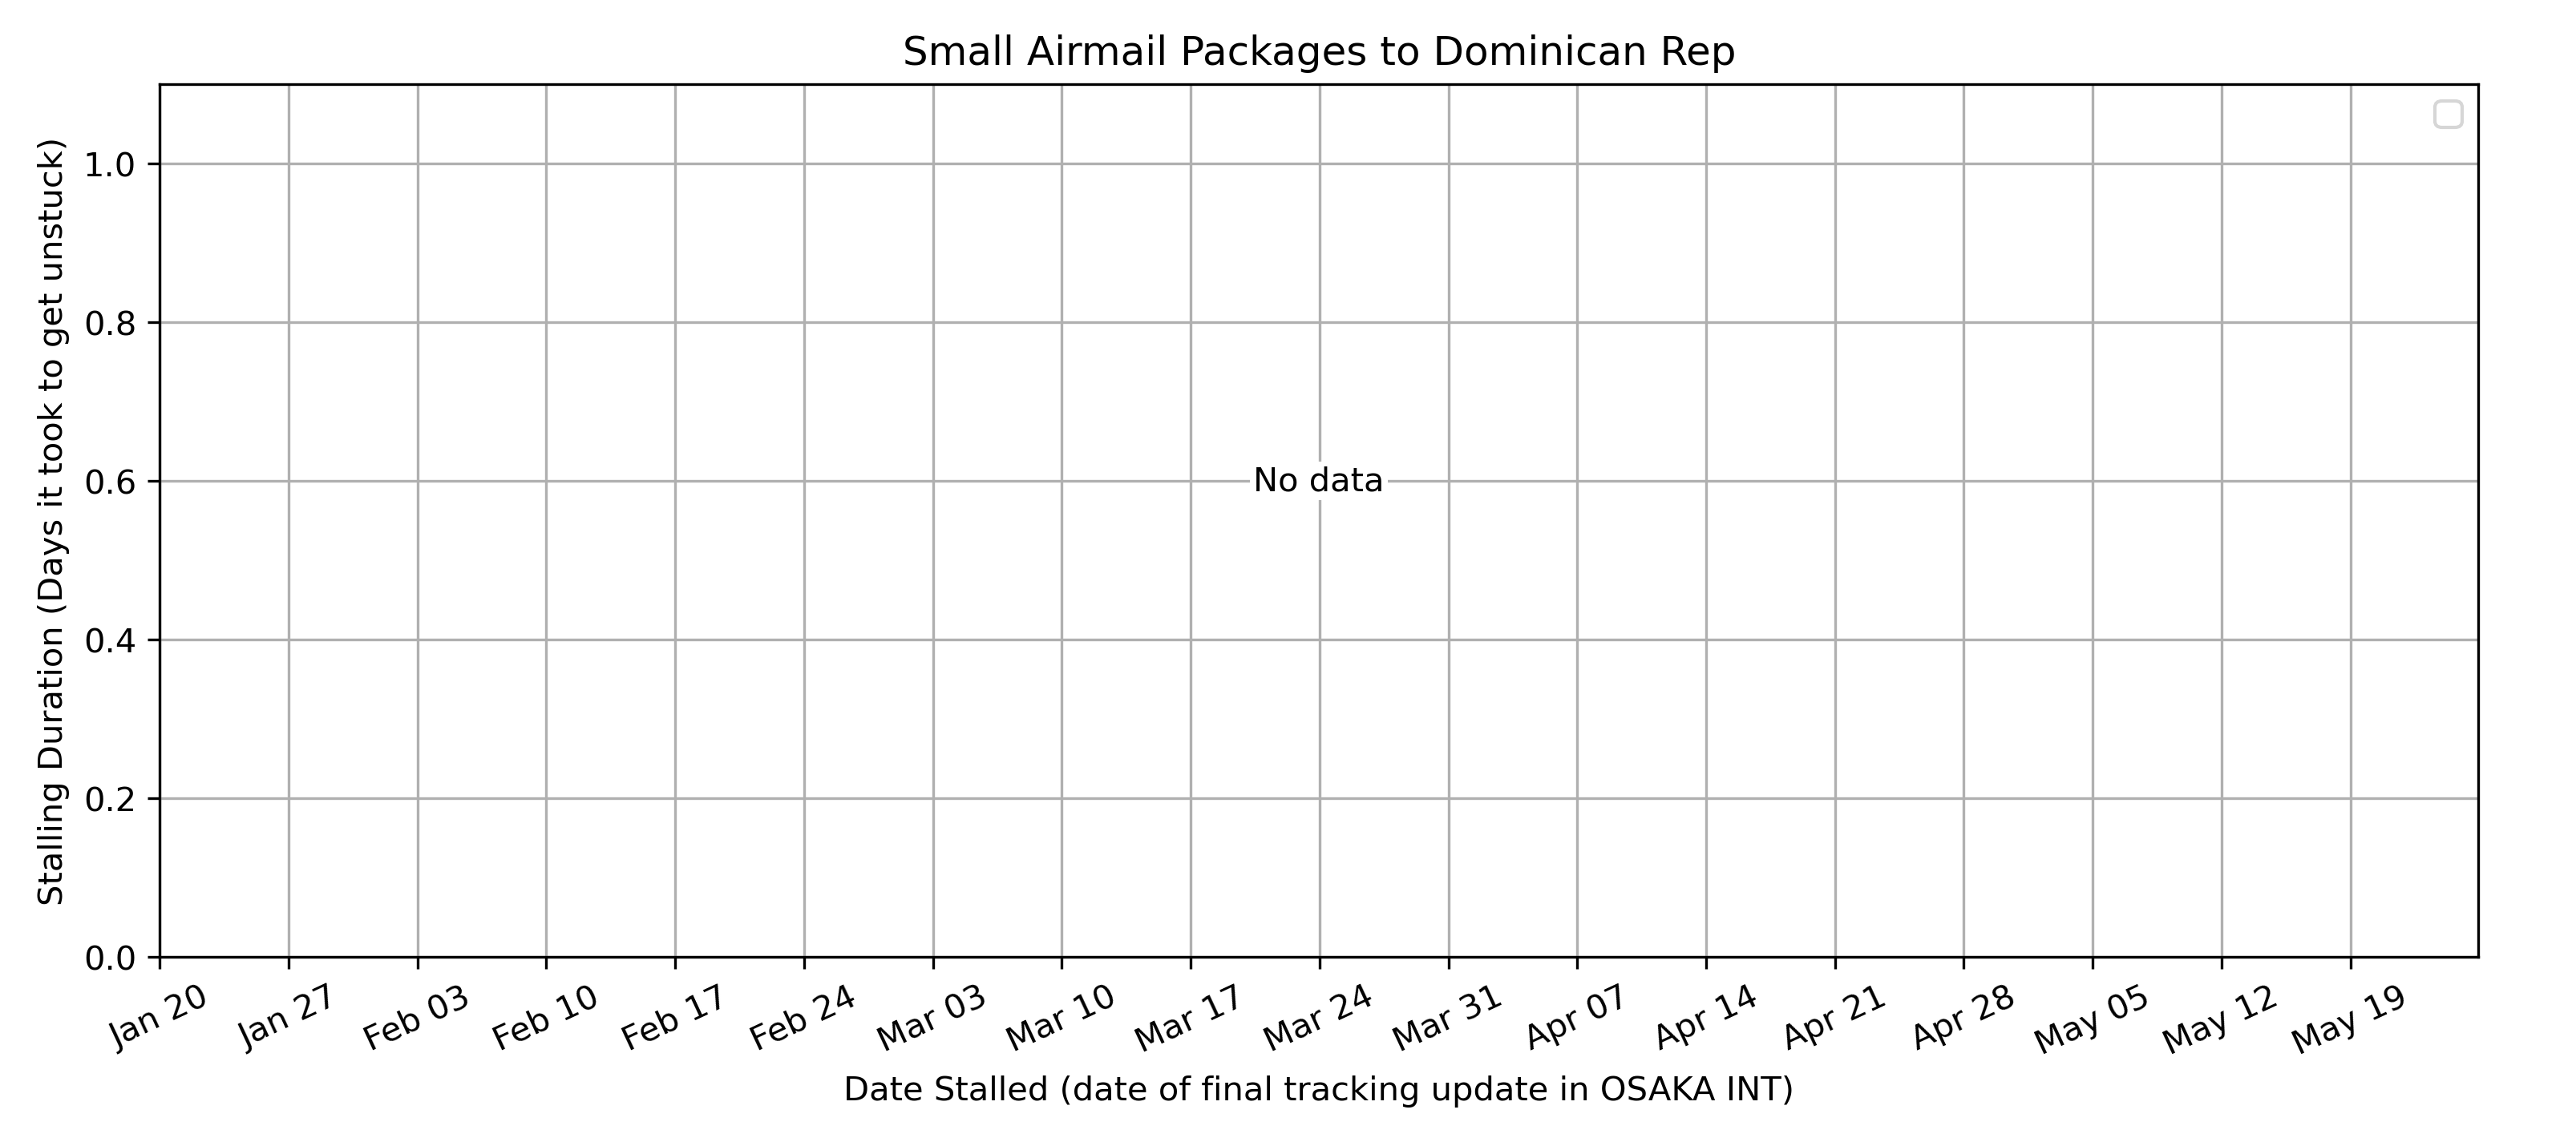 Small Airmail Packages to Dominican Rep
Stalling Duration (Days it took to get unstuck)
1.0
0.8
0.6
0.4
0.2
0.0
No data
Jan 20 Jan 27 Feb 03 Feb 10 Feb 17 Feb 24 Mar 03 Mar 10 Mar 17 Mar 24 Mar 31 Apr 07 Apr 14 Apr 21 Apr 28 May 05 May 12 May 19
Date Stalled (date of final tracking update in OSAKA INT)